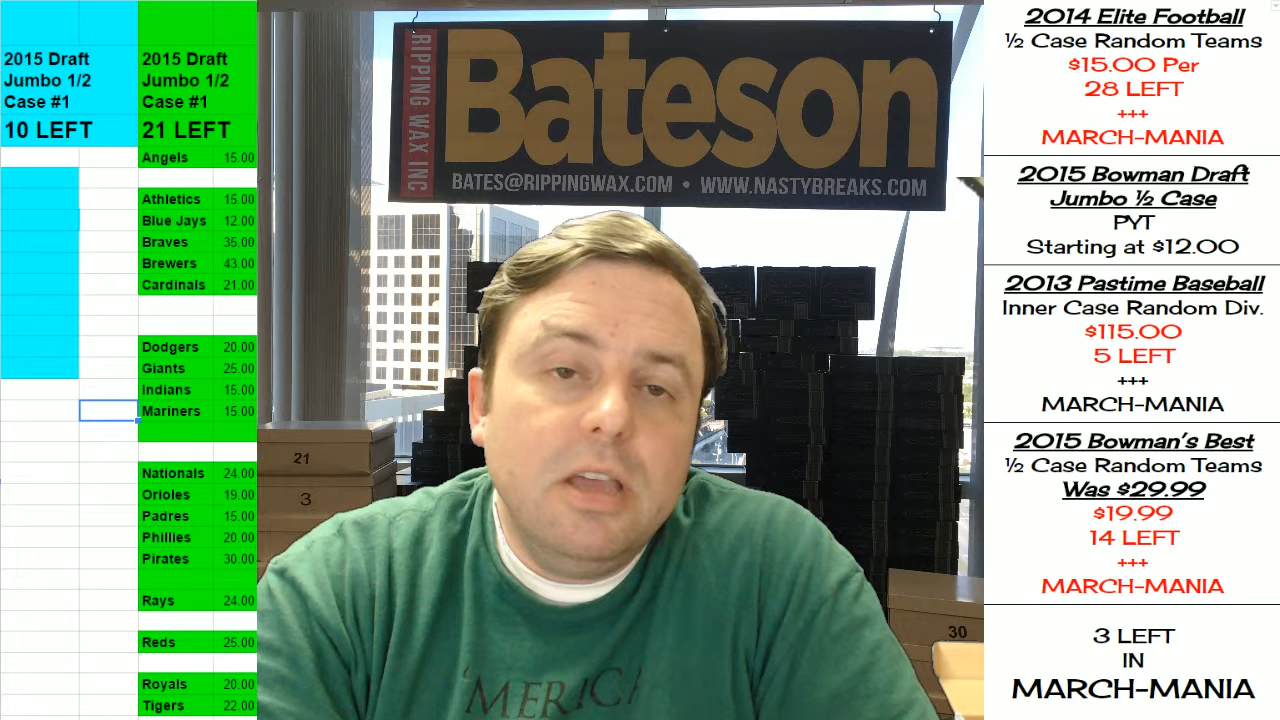 2015 Draft
Jumbo 1/2
Case #1
10 LEFT
2015 Draft
Jumbo 1/2
Case #1
21 LEFT
Angels 15.00
Athletics 15.00
Blue Jays 12.00
Braves 35.00
Brewers 43.00
Cardinals 21.00
Dodgers 20.00
Giants 25.00
Indians 15.00
Mariners 15.00
Nationals 24.00
Orioles 19.00
Padres 15.00
Phillies 20.00
Pirates 30.00
Rays 24.00
Reds 25.00
Royals 20.00
Tigers 22.00
RIPPING WAX INC
Bateson
BATES@RIPPINGWAX.COM • WWW.NASTYBREAKS.COM
21
3
30
'MERICA
2014 Elite Football
½ Case Random Teams
$15.00 Per
28 LEFT
+++
MARCH-MANIA
2015 Bowman Draft
Jumbo ½ Case
PYT
Starting at $12.00
2013 Pastime Baseball
Inner Case Random Div.
$115.00
5 LEFT
+++
MARCH-MANIA
2015 Bowman's Best
½ Case Random Teams
Was $29.99
$19.99
14 LEFT
+++
MARCH-MANIA
3 LEFT
IN
MARCH-MANIA